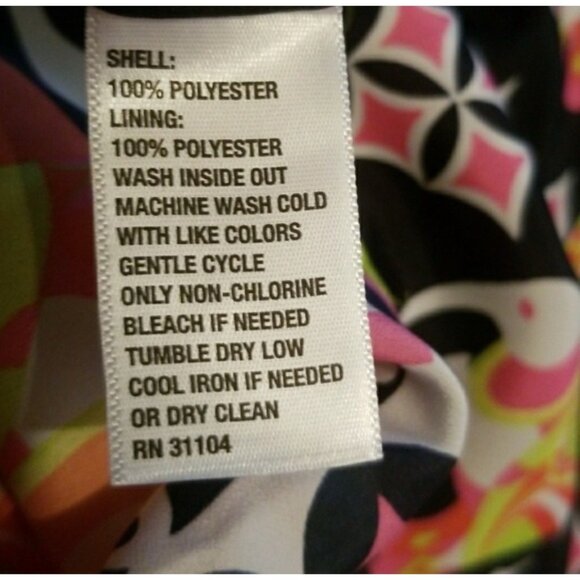 SHELL:
100% POLYESTER
LINING:
100% POLYESTER
WASH INSIDE OUT
MACHINE WASH COLD
WITH LIKE COLORS
GENTLE CYCLE
ONLY NON-CHLORINE
BLEACH IF NEEDED
TUMBLE DRY LOW
COOL IRON IF NEEDED
OR DRY CLEAN
RN 31104